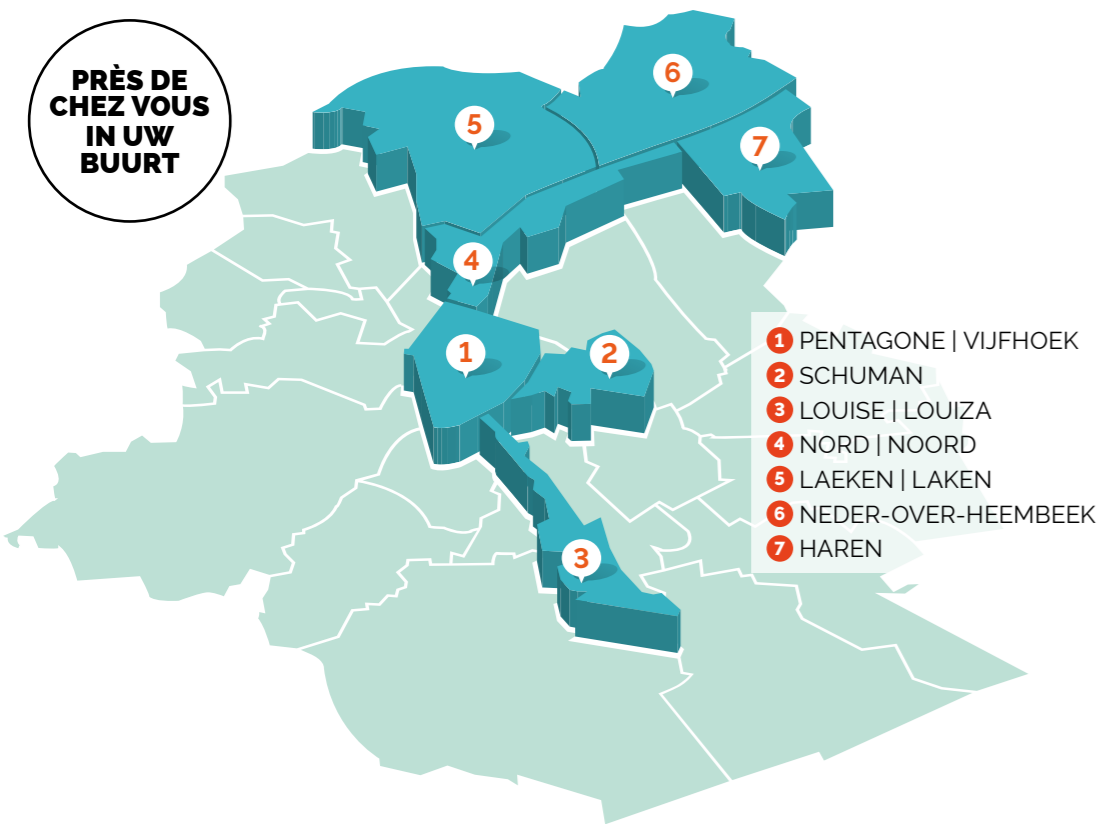 PRÈS DE
CHEZ VOUS
IN UW
BUURT
6
5
7
4
1
2
3
1 PENTAGONE | VIJFHOEK
2 SCHUMAN
3 LOUISE | LOUIZA
4 NORD | NOORD
5 LAEKEN | LAKEN
6 NEDER-OVER-HEEMBEEK
7 HAREN